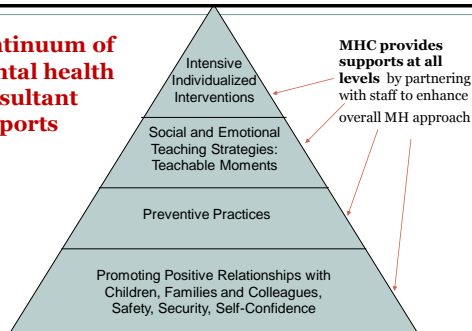 ntinuum of
ntal health
sultant
ports
Intensive
Individualized
Interventions
Social and Emotional
Teaching Strategies:
Teachable Moments
Preventive Practices
Promoting Positive Relationships with
Children, Families and Colleagues,
Safety, Security, Self-Confidence
MHC provides
supports at all
levels by partnering
with staff to enhance
overall MH approach